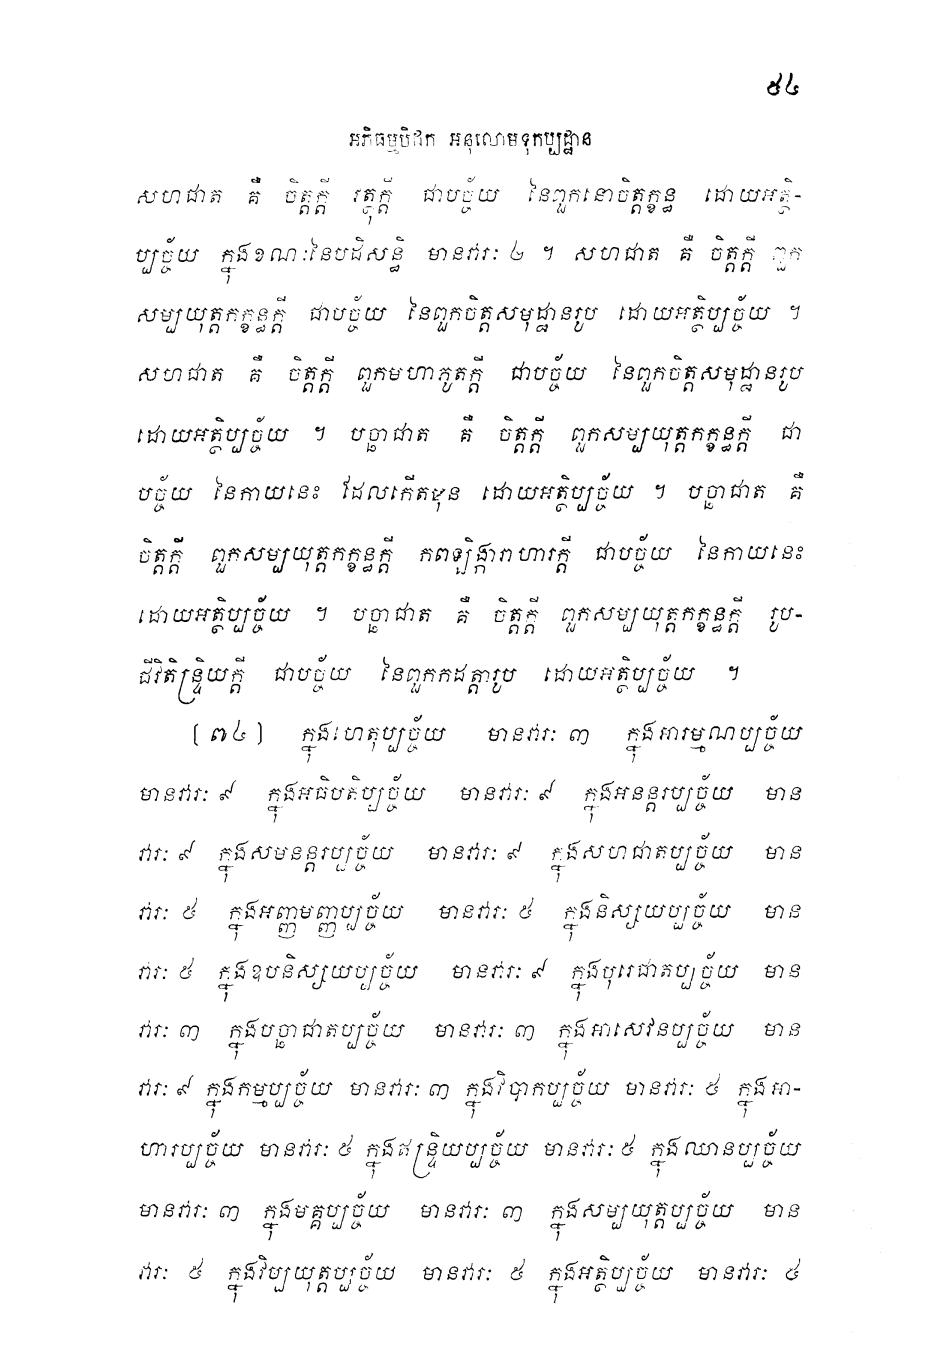 ៥៤
អភិធម្មបិដក អនុលោមទុកប្បដ្ឋាន
សហជាត គឺ ចិត្តក្តី វត្ថុក្តី ជាបច្ច័យ នៃពួកនោចិត្តក្ខន្ធ ដោយអត្ថិ-
ប្បច្ច័យ ក្នុងខណៈនៃបដិសន្ធិ មានវារៈ ៤ ។ សហជាត គឺ ចិត្តក្តី ពួក
សម្បយុត្តកក្ខន្ធក្តី ជាបច្ច័យ នៃពួកចិត្តសមុដ្ឋានរូប ដោយអត្ថិប្បច្ច័យ ។
សហជាត គឺ ចិត្តក្តី ពួកមហាភូតក្តី ជាបច្ច័យ នៃពួកចិត្តសមុដ្ឋានរូប
ដោយអត្ថិប្បច្ច័យ ។ បច្ឆាជាត គឺ ចិត្តក្តី ពួកសម្បយុត្តកក្ខន្ធក្តី ជា
បច្ច័យ នៃកាយនេះ ដែលកើតមុន ដោយអត្ថិប្បច្ច័យ ។ បច្ឆាជាត គឺ
ចិត្តក្តី ពួកសម្បយុត្តកក្ខន្ធក្តី កពឡិង្ការាហារក្តី ជាបច្ច័យ នៃកាយនេះ
ដោយអត្ថិប្បច្ច័យ ។ បច្ឆាជាត គឺ ចិត្តក្តី ពួកសម្បយុត្តកក្ខន្ធក្តី រូប-
ជីវិតិន្ទ្រិយក្តី ជាបច្ច័យ នៃពួកកដត្តារូប ដោយអត្ថិប្បច្ច័យ ។
(៧៤) ក្នុងហេតុប្បច្ច័យ មានវារៈ ៣ ក្នុងអារម្មណប្បច្ច័យ
មានវារៈ ៩ ក្នុងអធិបតិប្បច្ច័យ មានវារៈ ៩ ក្នុងអនន្តរប្បច្ច័យ មាន
វារៈ ៩ ក្នុងសមនន្តរប្បច្ច័យ មានវារៈ ៩ ក្នុងសហជាតប្បច្ច័យ មាន
វារៈ ៥ ក្នុងអញ្ញមញ្ញប្បច្ច័យ មានវារៈ ៥ ក្នុងនិស្សយប្បច្ច័យ មាន
វារៈ ៥ ក្នុងឧបនិស្សយប្បច្ច័យ មានវារៈ ៩ ក្នុងបុរេជាតប្បច្ច័យ មាន
វារៈ ៣ ក្នុងបច្ឆាជាតប្បច្ច័យ មានវារៈ ៣ ក្នុងអាសេវនប្បច្ច័យ មាន
វារៈ ៩ ក្នុងកម្មប្បច្ច័យ មានវារៈ ៣ ក្នុងវិបាកប្បច្ច័យ មានវារៈ ៥ ក្នុងអា-
ហារប្បច្ច័យ មានវារៈ ៥ ក្នុងឥន្ទ្រិយប្បច្ច័យ មានវារៈ ៥ ក្នុងឈានប្បច្ច័យ
មានវារៈ ៣ ក្នុងមគ្គប្បច្ច័យ មានវារៈ ៣ ក្នុងសម្បយុត្តប្បច្ច័យ មាន
វារៈ ៥ ក្នុងវិប្បយុត្តប្បច្ច័យ មានវារៈ ៥ ក្នុងអត្ថិប្បច្ច័យ មានវារៈ ៥